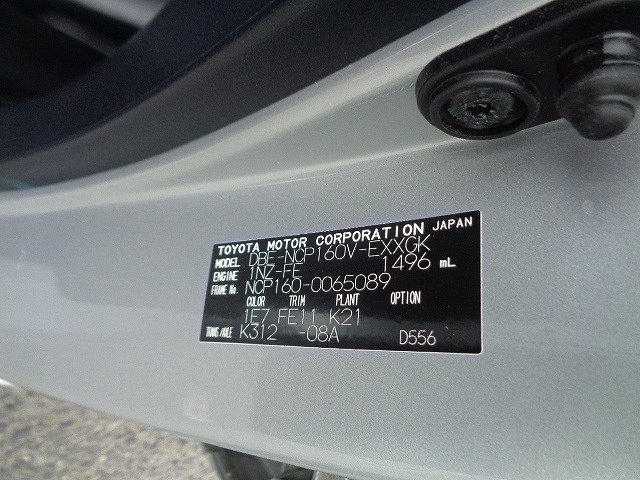 TOYOTA MOTOR CORPORATION JAPAN
MODEL DBE-NCP160V-EXXGK
ENGINE 1NZ-FE 1496 mL
FRAME No. NCP160-0065089
COLOR TRIM PLANT OPTION
1E7 FE11 K21
TRANS./AXLE K312 -08A D556